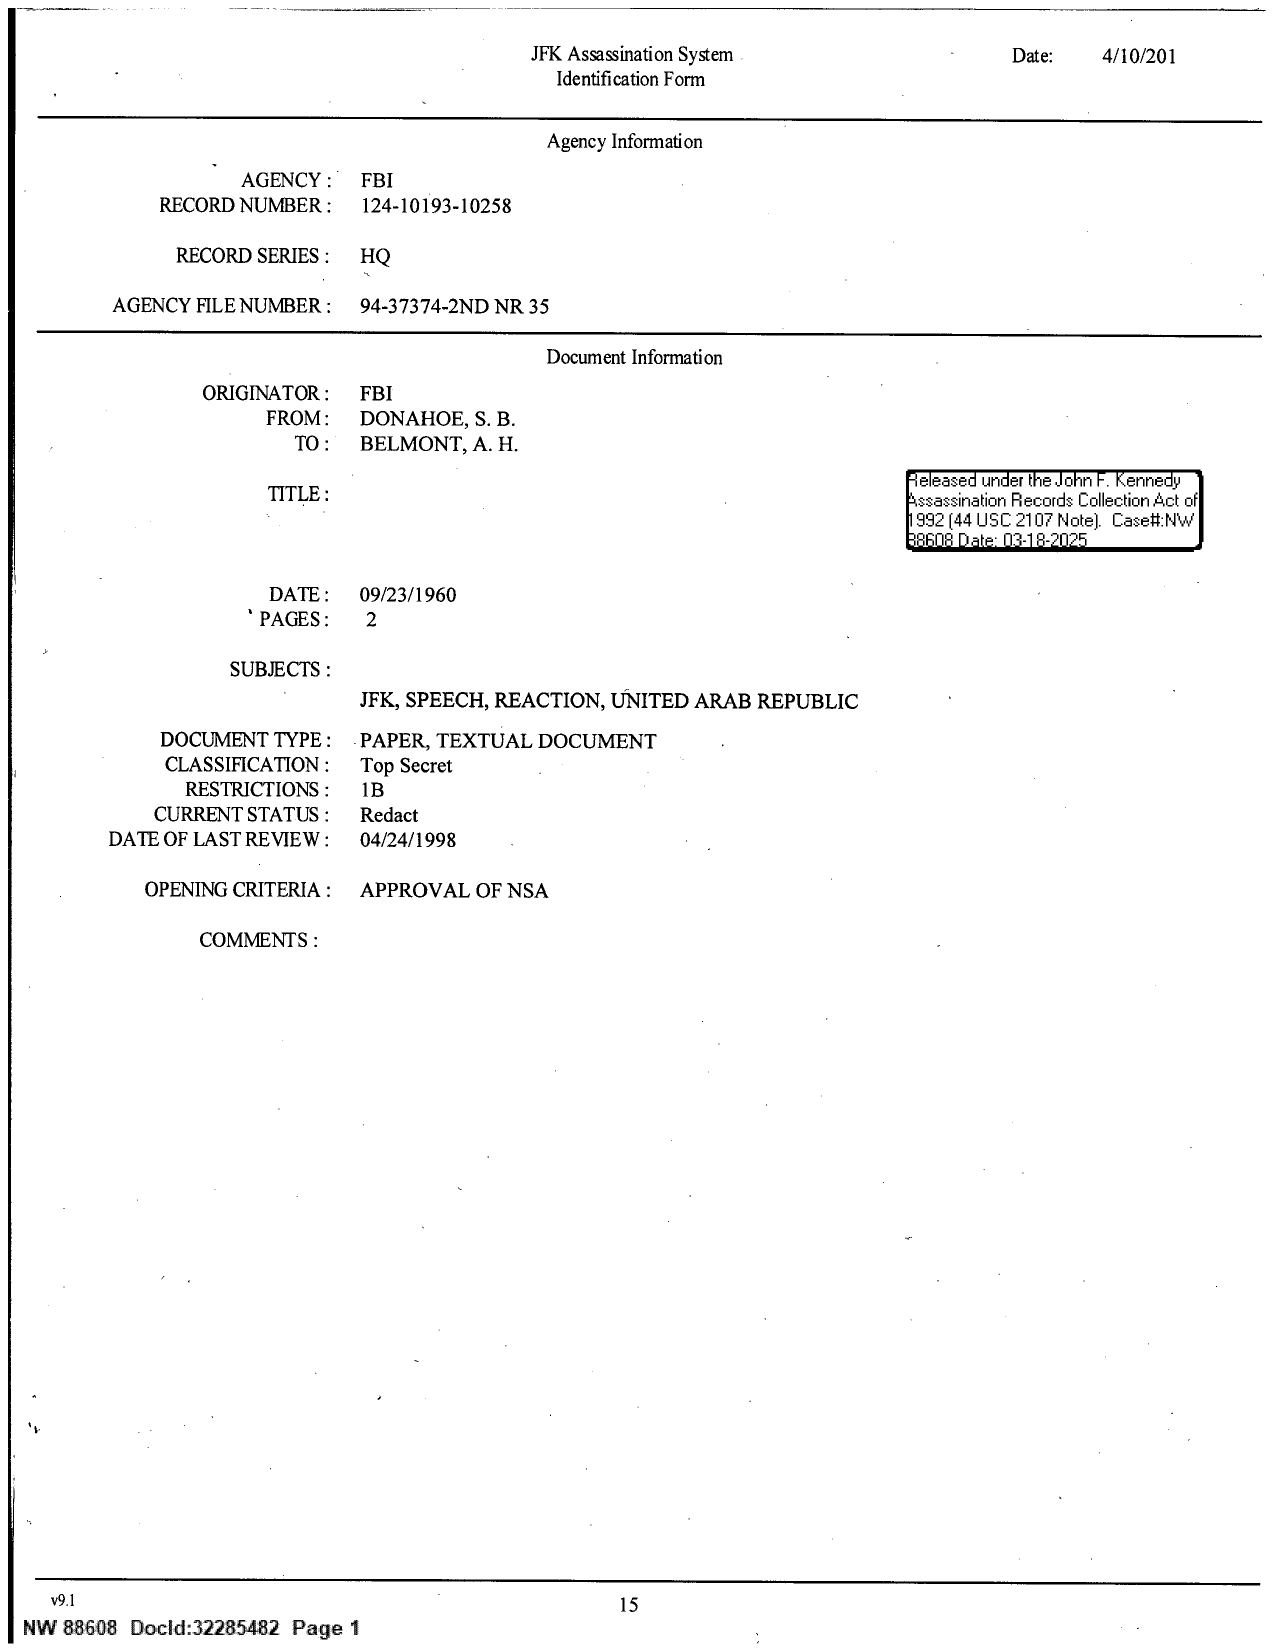 JFK Assassination System
Identification Form
Date: 4/10/201
Agency Information
AGENCY : FBI
RECORD NUMBER : 124-10193-10258
RECORD SERIES : HQ
AGENCY FILE NUMBER : 94-37374-2ND NR 35
Document Information
ORIGINATOR : FBI
FROM : DONAHOE, S. B.
TO : BELMONT, A. H.
TITLE :
Released under the John F. Kennedy
Assassination Records Collection Act of
1992 (44 USC 2107 Note). Case#:NW
88608 Date: 03-18-2025
DATE : 09/23/1960
PAGES : 2
SUBJECTS :
JFK, SPEECH, REACTION, UNITED ARAB REPUBLIC
DOCUMENT TYPE : PAPER, TEXTUAL DOCUMENT
CLASSIFICATION : Top Secret
RESTRICTIONS : 1B
CURRENT STATUS : Redact
DATE OF LAST REVIEW : 04/24/1998
OPENING CRITERIA : APPROVAL OF NSA
COMMENTS :
v9.1
15
NW 88608 DocId:32285482 Page 1